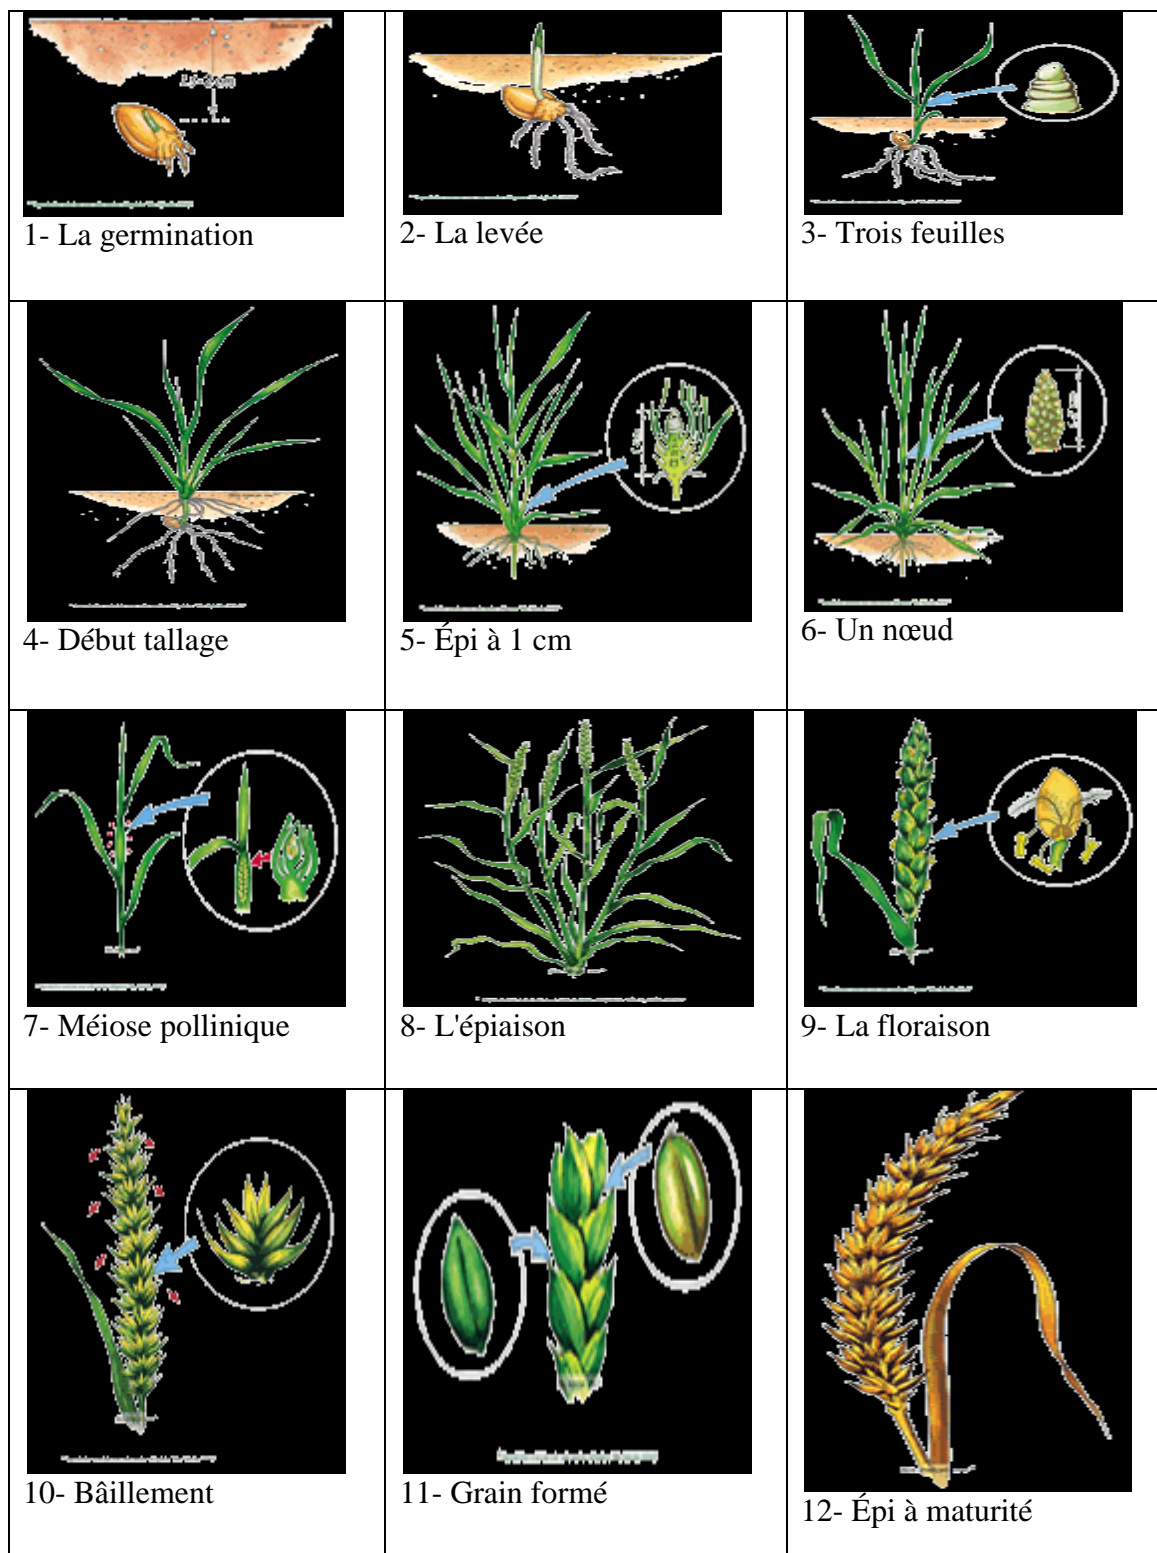 1- La germination
2- La levée
3- Trois feuilles
4- Début tallage
5- Épi à 1 cm
6- Un nœud
7- Méiose pollinique
8- L'épiaison
9- La floraison
10- Bâillement
11- Grain formé
12- Épi à maturité